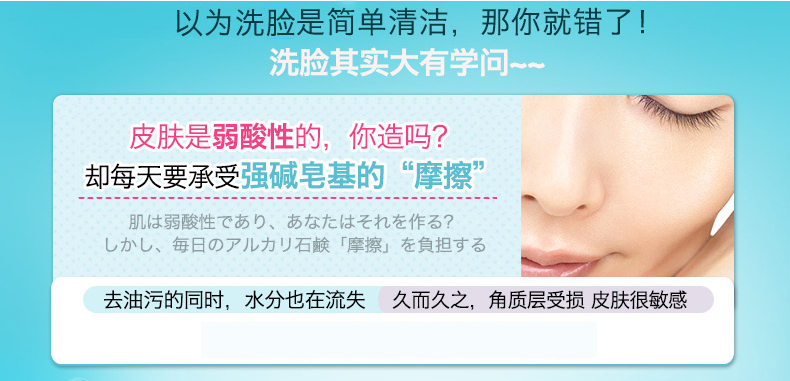 以为洗脸是简单清洁，那你就错了！
洗脸其实大有学问~~
皮肤是弱酸性的，你造吗？
却每天要承受强碱皂基的“摩擦”
肌は弱酸性であり、あなたはそれを作る？
しかし、毎日のアルカリ石鹸「摩擦」を負担する
去油污的同时，水分也在流失 久而久之，角质层受损 皮肤很敏感